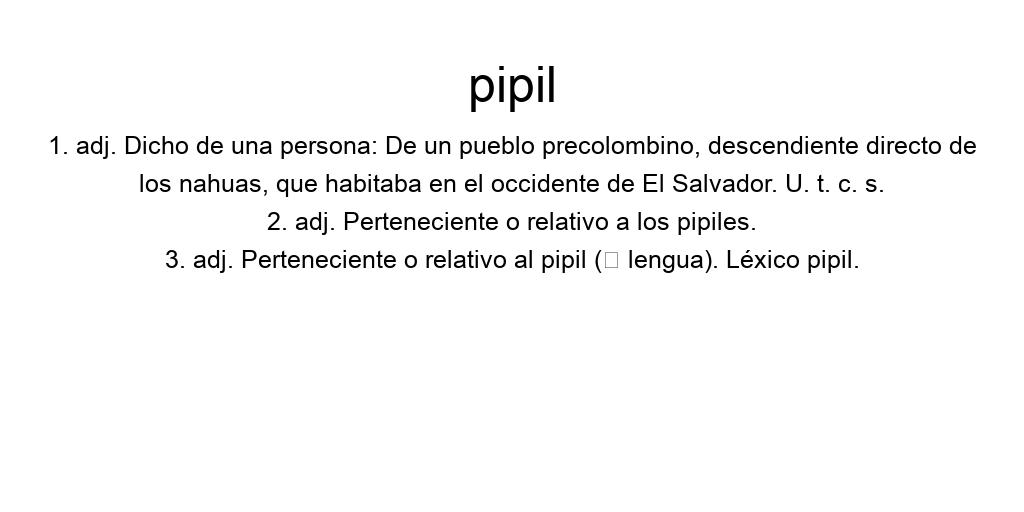 pipil
1. adj. Dicho de una persona: De un pueblo precolombino, descendiente directo de
los nahuas, que habitaba en el occidente de El Salvador. U. t. c. s.
2. adj. Perteneciente o relativo a los pipiles.
3. adj. Perteneciente o relativo al pipil (□ lengua). Léxico pipil.